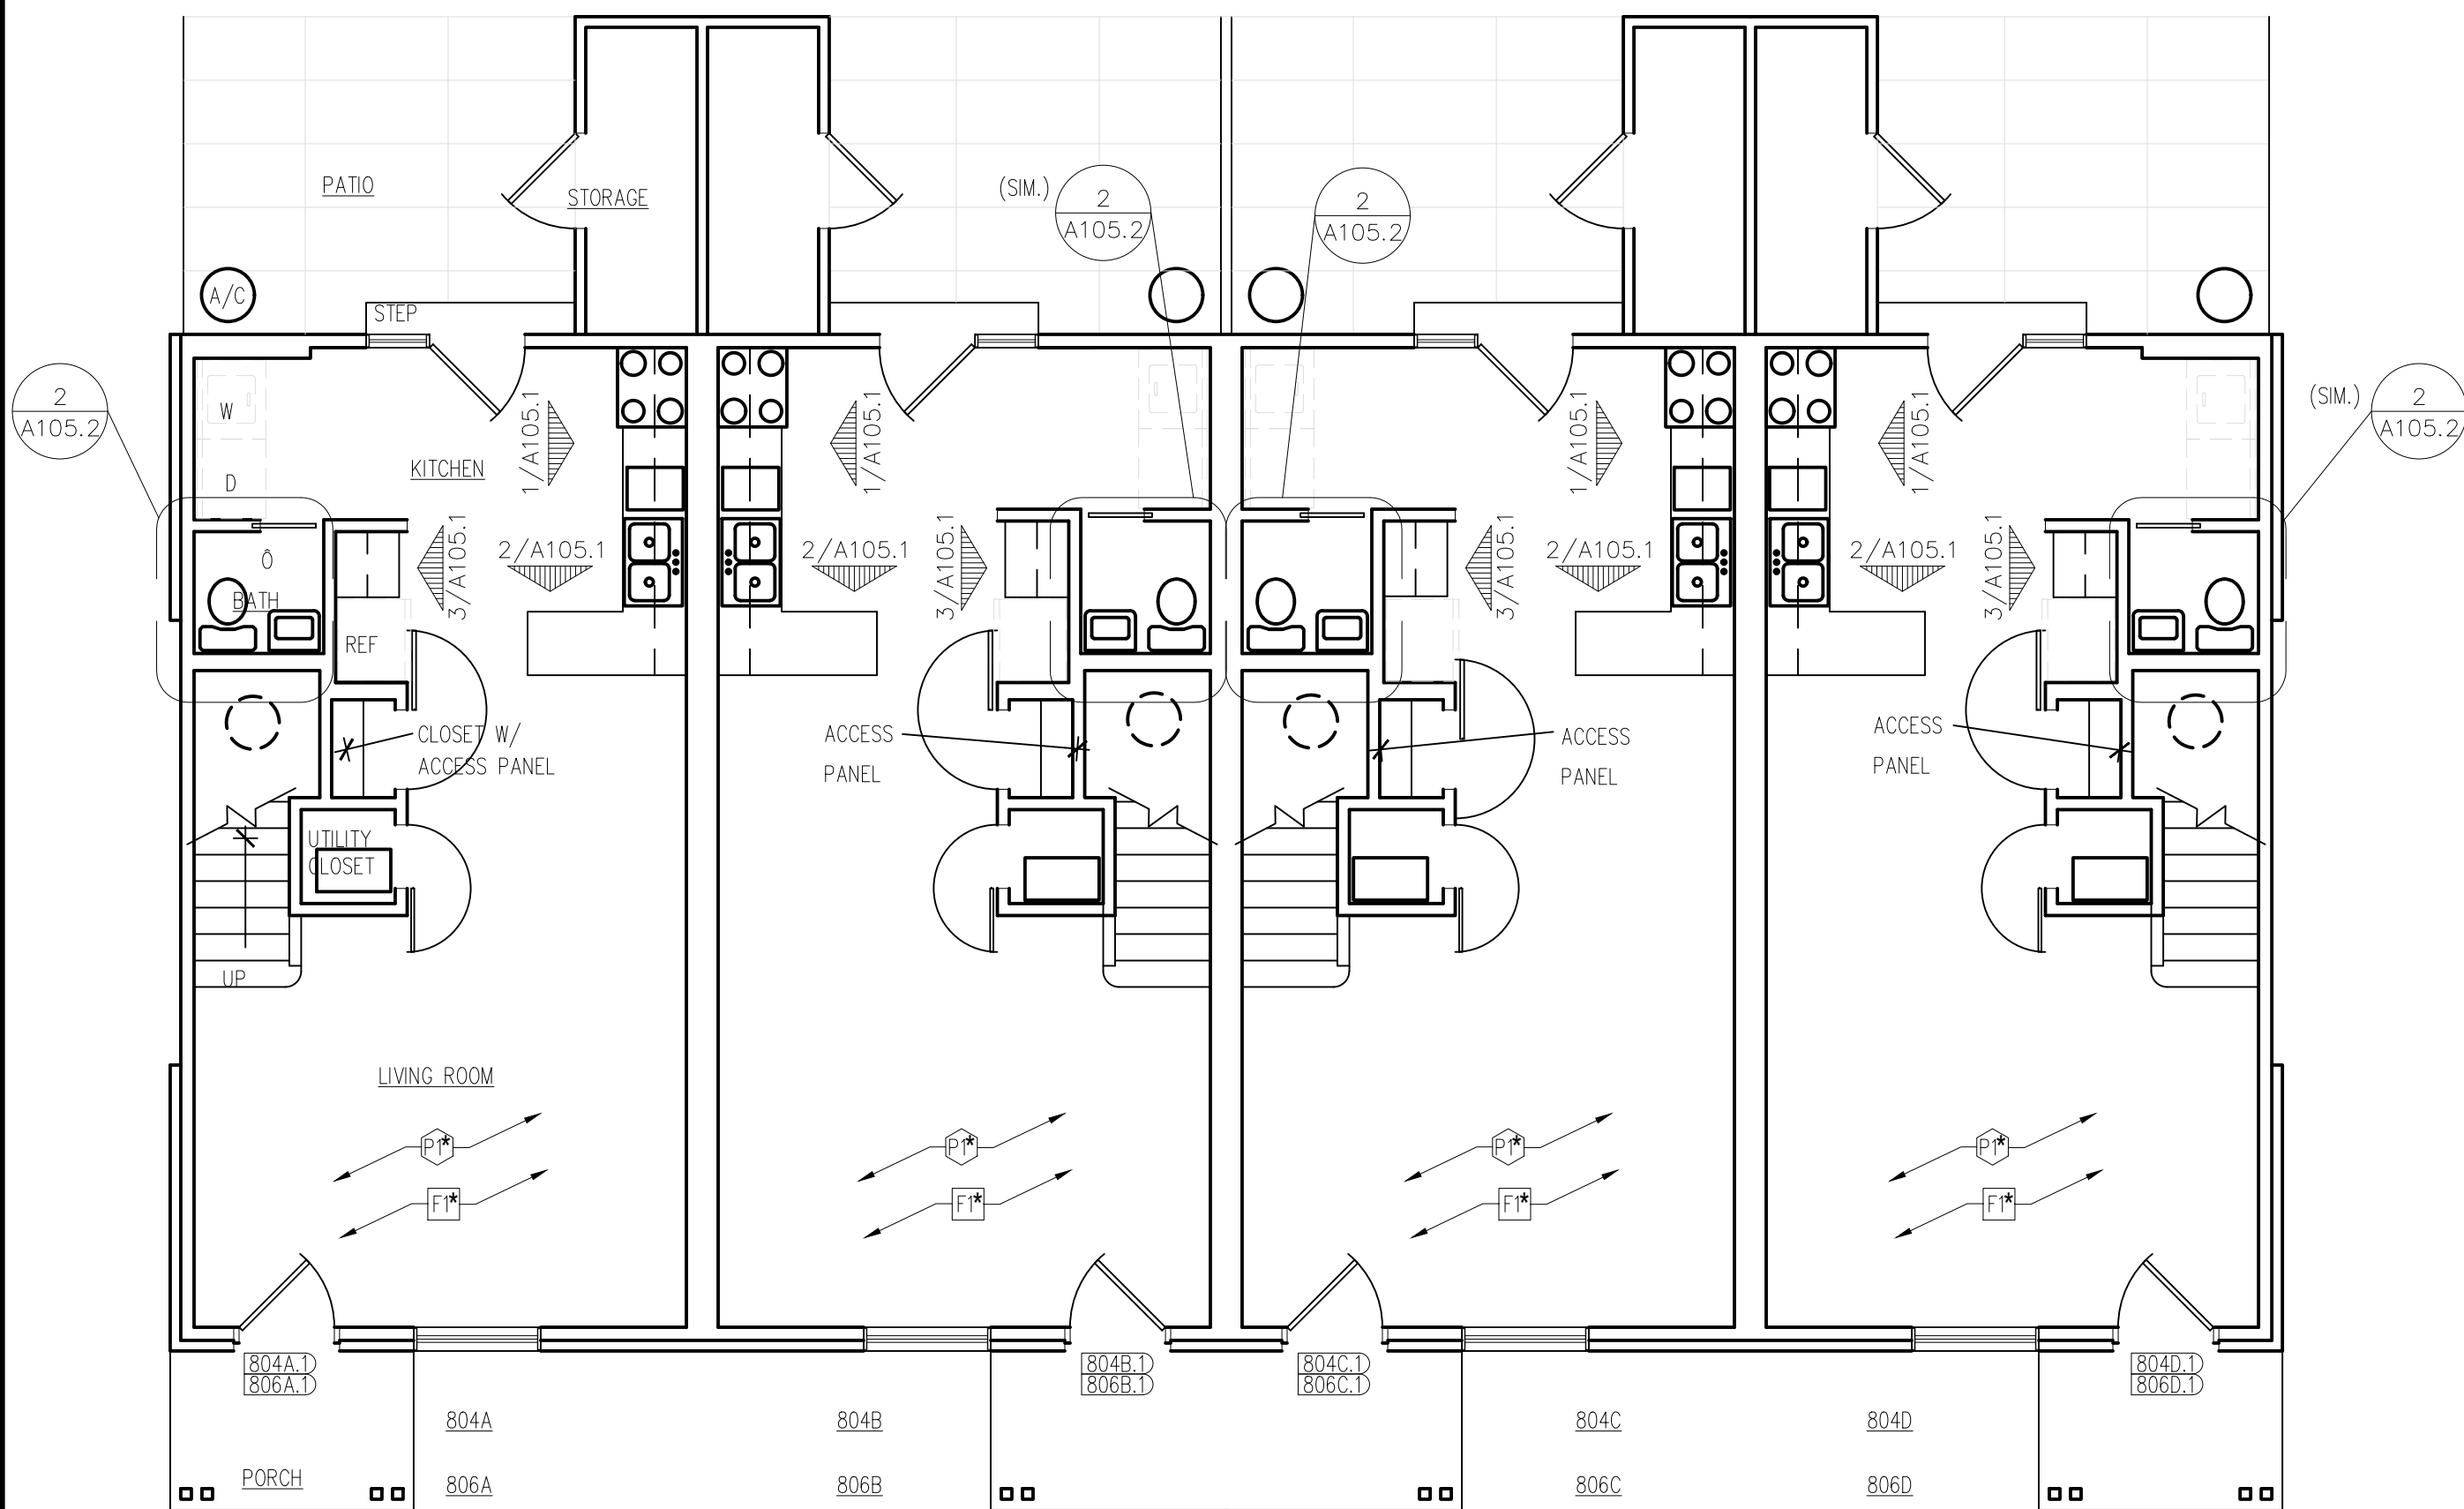 PATIO
STORAGE
(SIM.)
2
A105.2
2
A105.2
A/C
STEP
2
A105.2
(SIM.)
2
A105.2
W
D
KITCHEN
1/A105.1
1/A105.1
1/A105.1
1/A105.1
3/A105.1
2/A105.1
2/A105.1
3/A105.1
3/A105.1
2/A105.1
2/A105.1
3/A105.1
BATH
REF
CLOSET W/
ACCESS PANEL
ACCESS
PANEL
ACCESS
PANEL
ACCESS
PANEL
UTILITY
CLOSET
UP
LIVING ROOM
P1*
P1*
P1*
P1*
F1*
F1*
F1*
F1*
804A.1
806A.1
804B.1
806B.1
804C.1
806C.1
804D.1
806D.1
804A
804B
804C
804D
PORCH
806A
806B
806C
806D